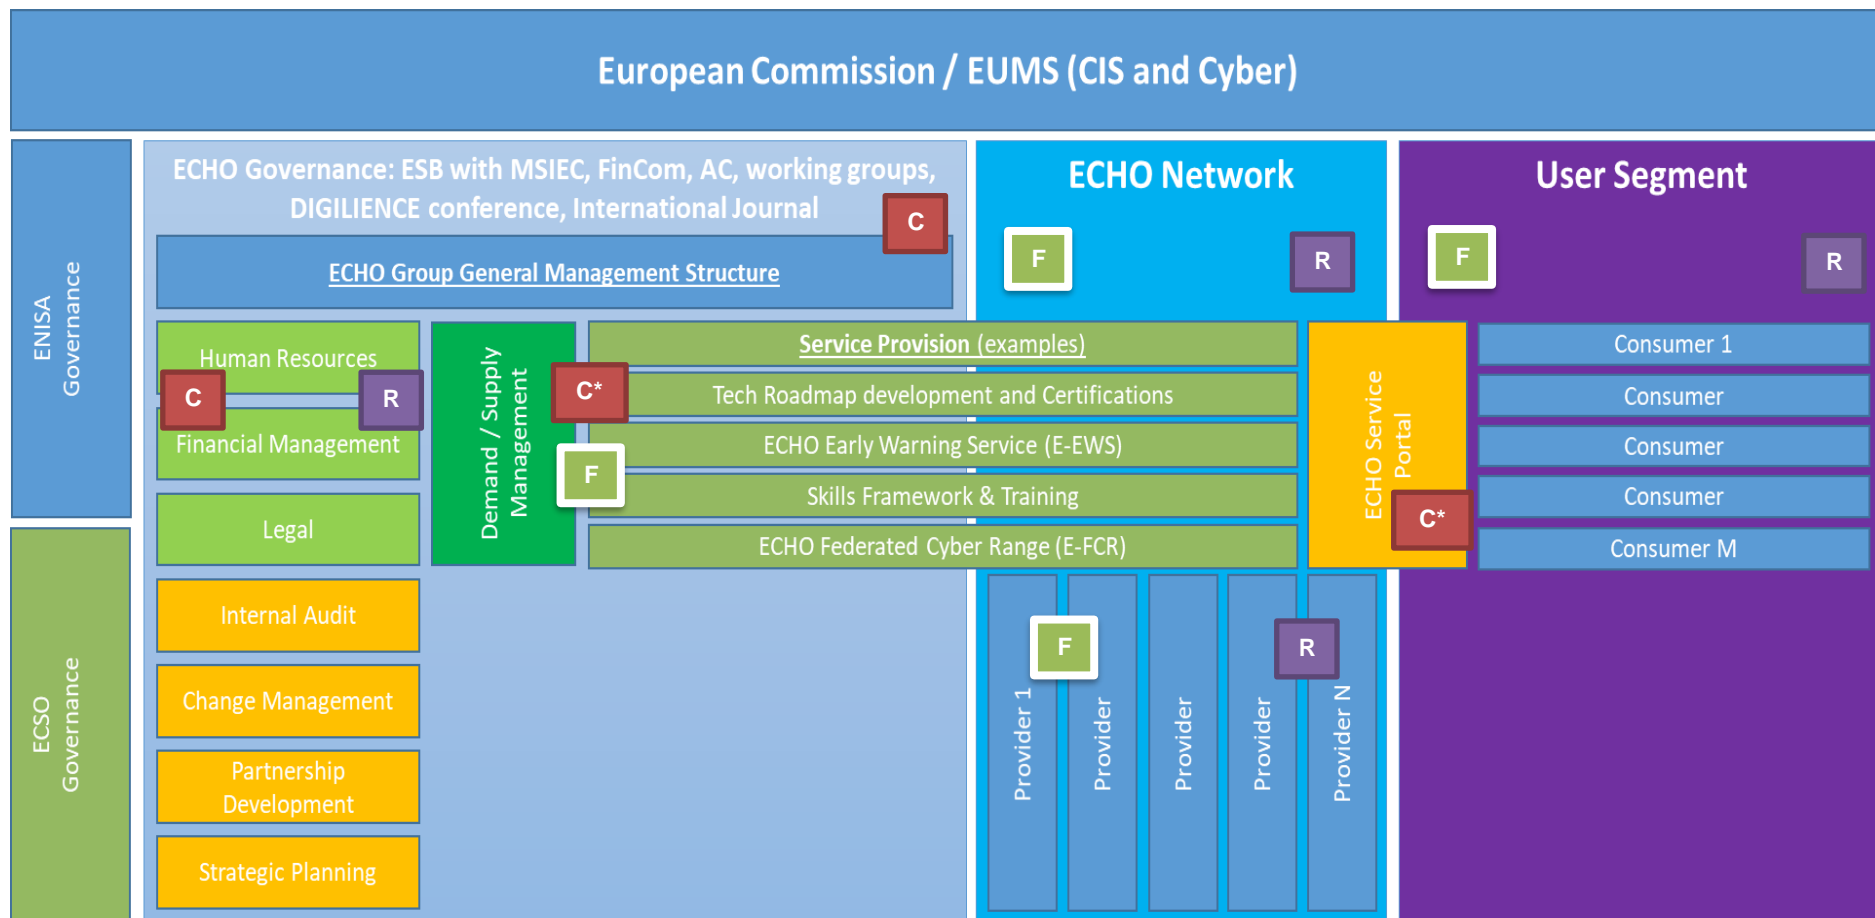 European Commission / EUMS (CIS and Cyber)
ENISA
Governance
ECSO
Governance
ECHO Governance: ESB with MSIEC, FinCom, AC, working groups,
DIGILIENCE conference, International Journal
C
ECHO Group General Management Structure
Human Resources
C
R
Financial Management
Legal
Internal Audit
Change Management
Partnership
Development
Strategic Planning
Demand / Supply
Management
C*
F
Service Provision (examples)
Tech Roadmap development and Certifications
ECHO Early Warning Service (E-EWS)
Skills Framework & Training
ECHO Federated Cyber Range (E-FCR)
ECHO Network
F
R
ECHO Service
Portal
C*
F
R
Provider 1
Provider
Provider
Provider
Provider N
User Segment
F
R
Consumer 1
Consumer
Consumer
Consumer
Consumer M